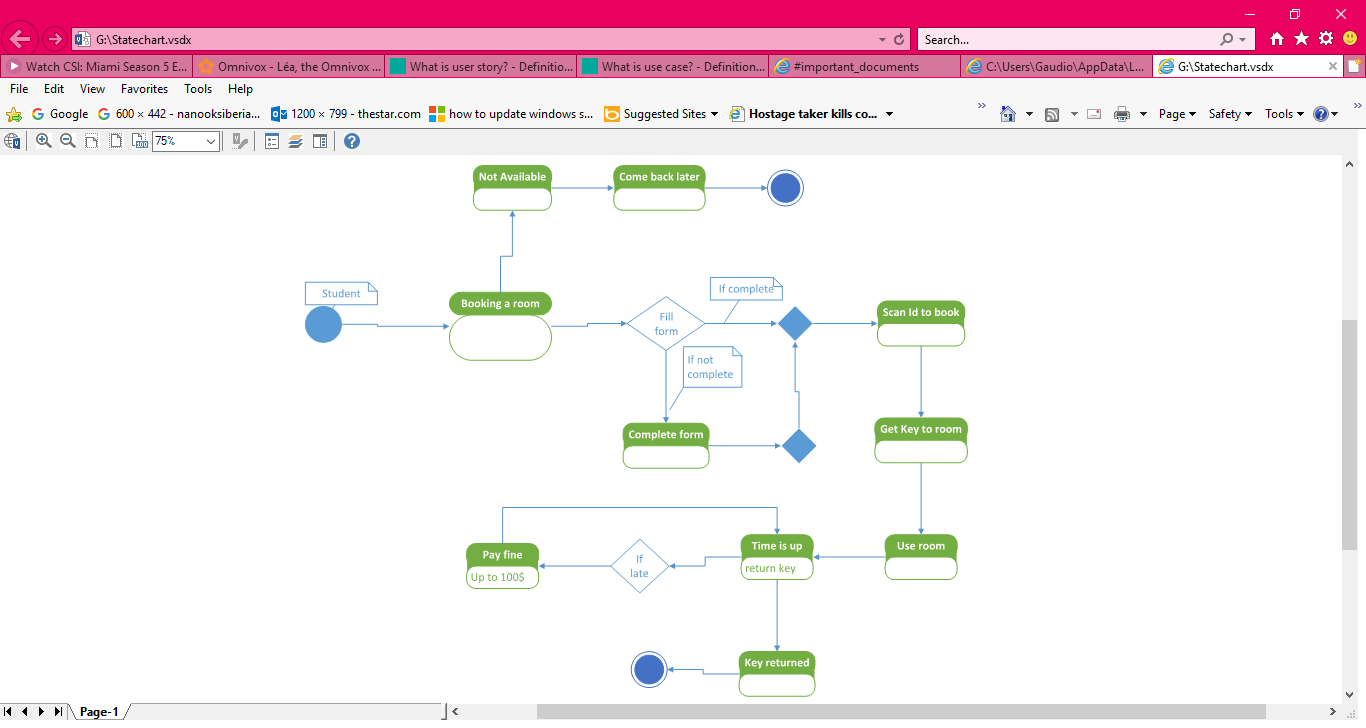 G:\Statechart.vsdx
Search...
Watch CSI: Miami Season 5 E...
Omnivox - Léa, the Omnivox ...
What is user story? - Definitio...
What is use case? - Definition...
#important_documents
C:\Users\Gaudio\AppData\L...
G:\Statechart.vsdx
File Edit View Favorites Tools Help
Google
600 × 442 - nanooksiberia...
1200 × 799 - thestar.com
how to update windows s...
Suggested Sites
Hostage taker kills co...
Page
Safety
Tools
75%
Not Available
Come back later
Student
Booking a room
Fill
form
If complete
Scan Id to book
If not
complete
Complete form
Get Key to room
Pay fine
Up to 100$
If
late
Time is up
return key
Use room
Key returned
Page-1